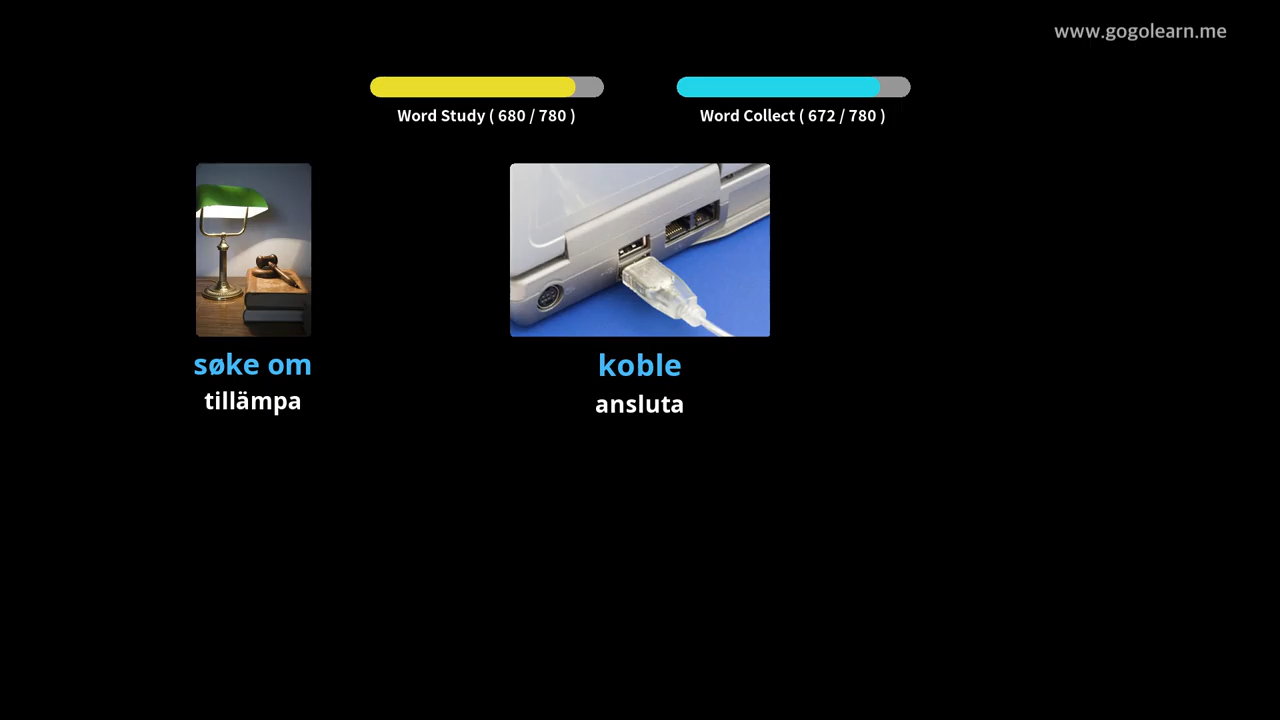 www.gogolearn.me
Word Study ( 680 / 780 )
Word Collect ( 672 / 780 )
søke om
tillämpa
koble
ansluta